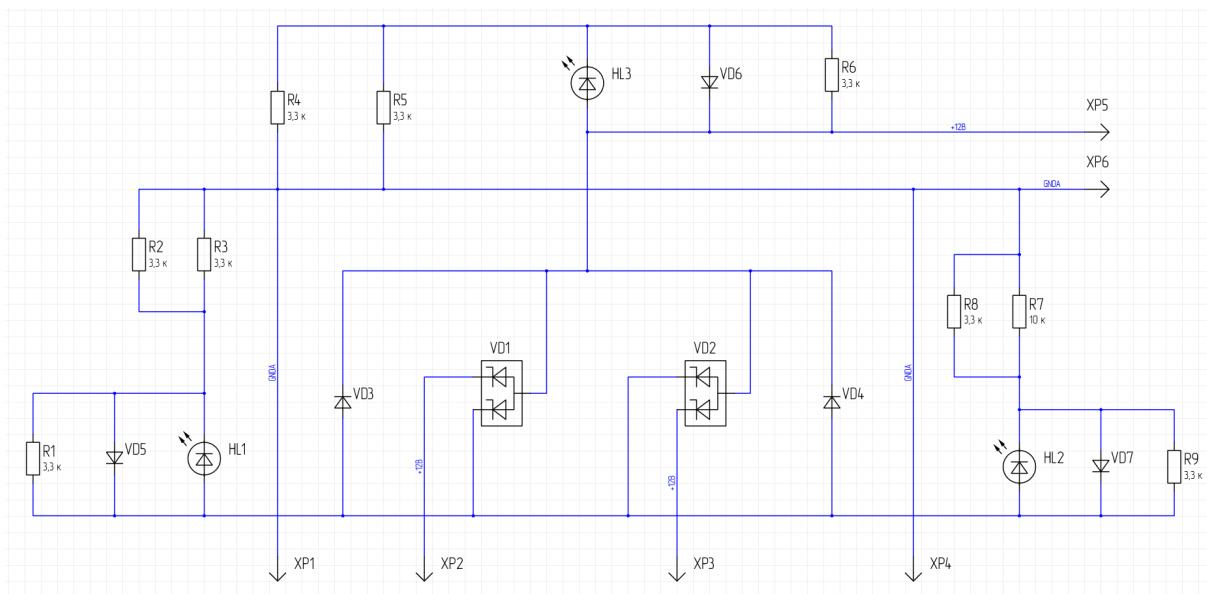 HL3
VD6
R6
3,3 к
R4
3,3 к
R5
3,3 к
XP5
+12В
XP6
GNDA
R2
3,3 к
R3
3,3 к
R8
3,3 к
R7
10 к
VD1
VD2
GNDA
GNDA
VD3
VD4
R1
3,3 к
VD5
HL1
HL2
VD7
R9
3,3 к
+12В
+12В
XP1
XP2
XP3
XP4